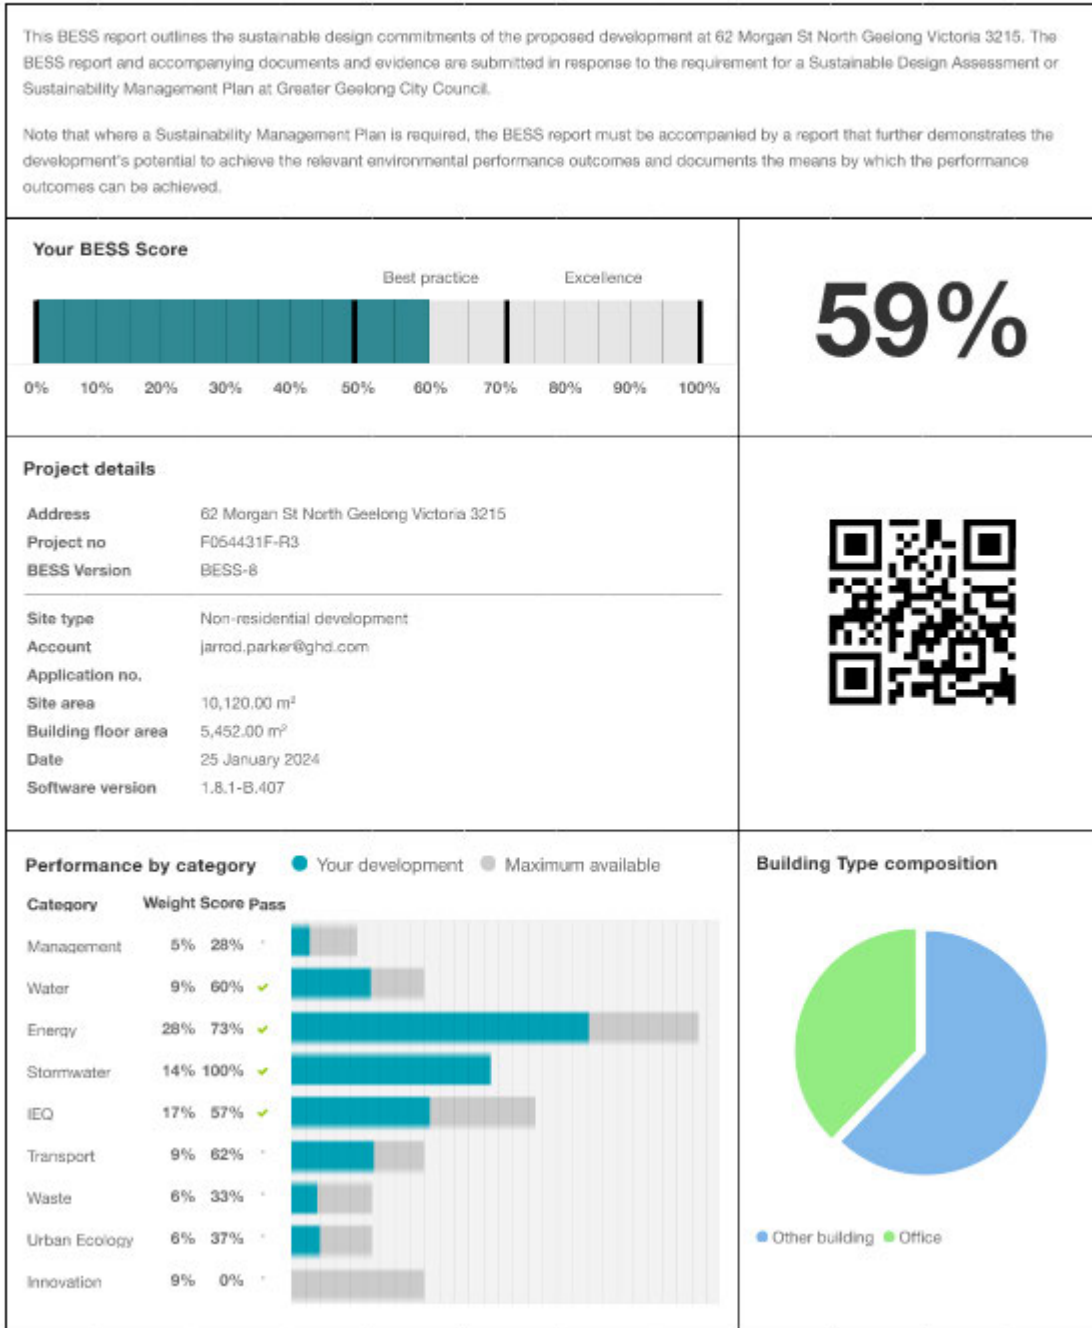 This BESS report outlines the sustainable design commitments of the proposed development at 62 Morgan St North Geelong Victoria 3215. The
BESS report and accompanying documents and evidence are submitted in response to the requirement for a Sustainable Design Assessment or
Sustainability Management Plan at Greater Geelong City Council.
Note that where a Sustainability Management Plan is required, the BESS report must be accompanied by a report that further demonstrates the
development's potential to achieve the relevant environmental performance outcomes and documents the means by which the performance
outcomes can be achieved.
Your BESS Score
Best practice Excellence
0% 10% 20% 30% 40% 50% 60% 70% 80% 90% 100%
59%
Project details
Address 62 Morgan St North Geelong Victoria 3215
Project no F054431F-R3
BESS Version BESS-8
Site type Non-residential development
Account jarrod.parker@ghd.com
Application no.
Site area 10,120.00 m²
Building floor area 5,452.00 m²
Date 25 January 2024
Software version 1.8.1-B.407
Performance by category Your development Maximum available
Category Weight Score Pass
Management 5% 28%
Water 9% 60% ✓
Energy 28% 73% ✓
Stormwater 14% 100% ✓
IEQ 17% 57% ✓
Transport 9% 62%
Waste 6% 33%
Urban Ecology 6% 37%
Innovation 9% 0%
Building Type composition
Other building Office